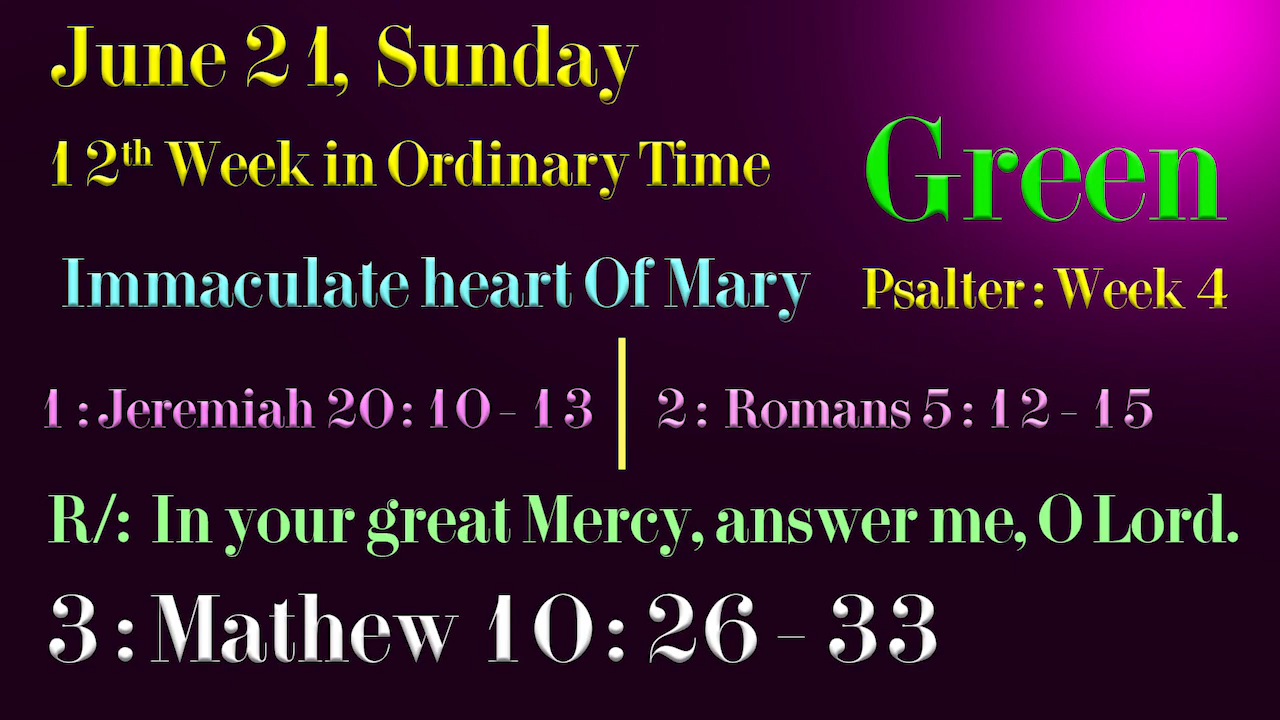 June 21, Sunday
12th Week in Ordinary Time
Green
Immaculate heart Of Mary
Psalter: Week 4
1: Jeremiah 20: 10 - 13
2: Romans 5: 12 - 15
R/: In your great Mercy, answer me, O Lord.
3: Mathew 10: 26 - 33